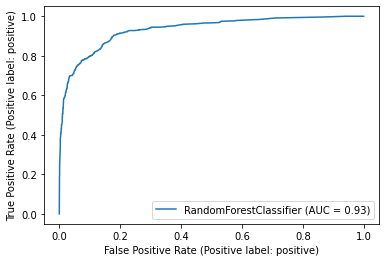 1.0
0.8
0.6
0.4
0.2
0.0
True Positive Rate (Positive label: positive)
RandomForestClassifier (AUC = 0.93)
0.0 0.2 0.4 0.6 0.8 1.0
False Positive Rate (Positive label: positive)